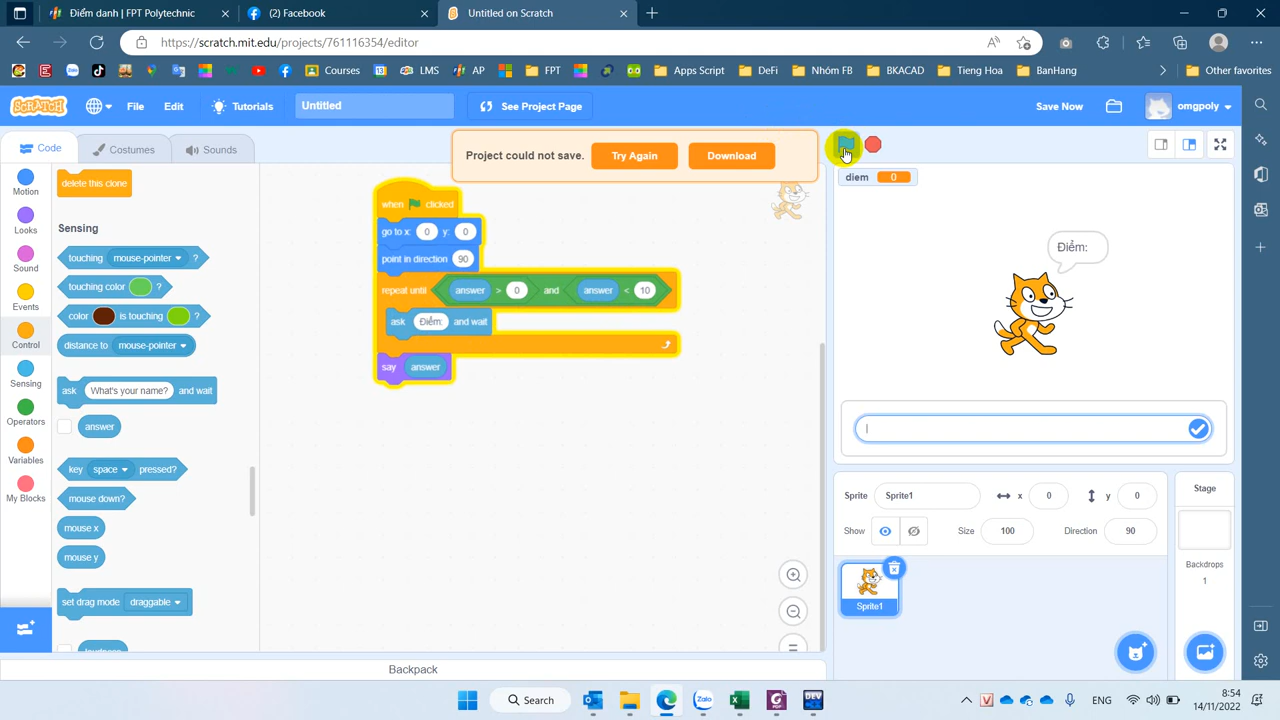 Điểm danh | FPT Polytechnic
(2) Facebook
Untitled on Scratch
https://scratch.mit.edu/projects/761116354/editor
Courses
LMS
AP
FPT
Apps Script
DeFi
Nhóm FB
BKACAD
Tieng Hoa
BanHang
Other favorites
SCRATCH
File
Edit
Tutorials
Untitled
See Project Page
Save Now
omgpoly
Code
Costumes
Sounds
Project could not save.
Try Again
Download
diem 0
Motion
Looks
Sound
Events
Control
Sensing
Operators
Variables
My Blocks
delete this clone
Sensing
touching mouse-pointer ?
touching color ?
color is touching ?
distance to mouse-pointer
ask What's your name? and wait
answer
key space pressed?
mouse down?
mouse x
mouse y
set drag mode draggable
loudness
when clicked
go to x: 0 y: 0
point in direction 90
repeat until answer > 0 and answer < 10
ask Điểm: and wait
say answer
Điểm:
Sprite Sprite1 x 0 y 0
Show Size 100 Direction 90
Sprite1
Stage
Backdrops
1
Backpack
Search
ENG
8:54
14/11/2022